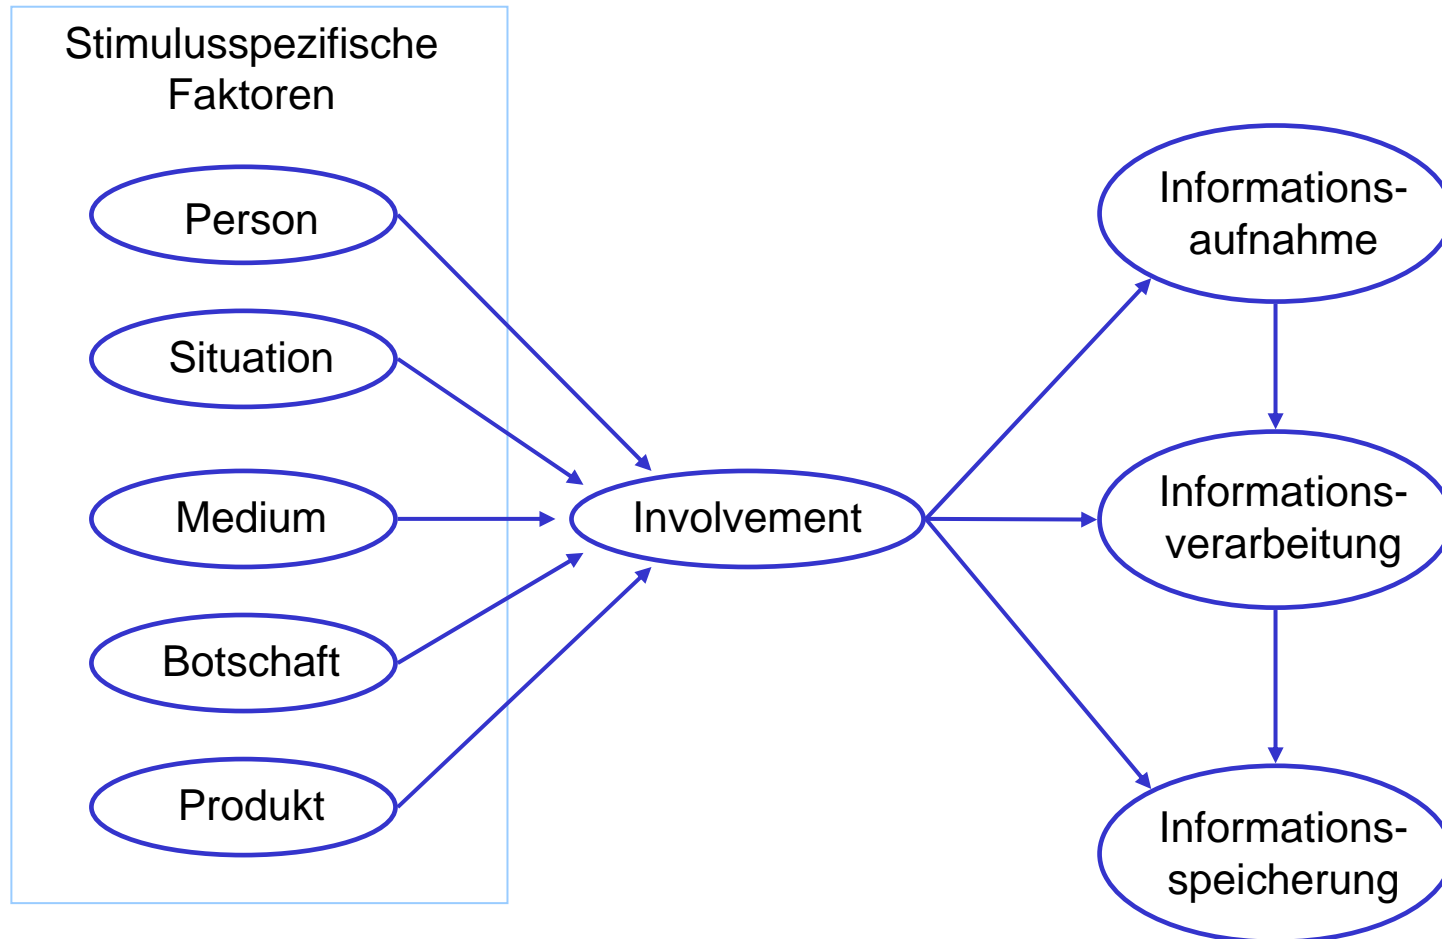 Stimulusspezifische
Faktoren
Person
Situation
Medium
Botschaft
Produkt
Involvement
Informations-
aufnahme
Informations-
verarbeitung
Informations-
speicherung